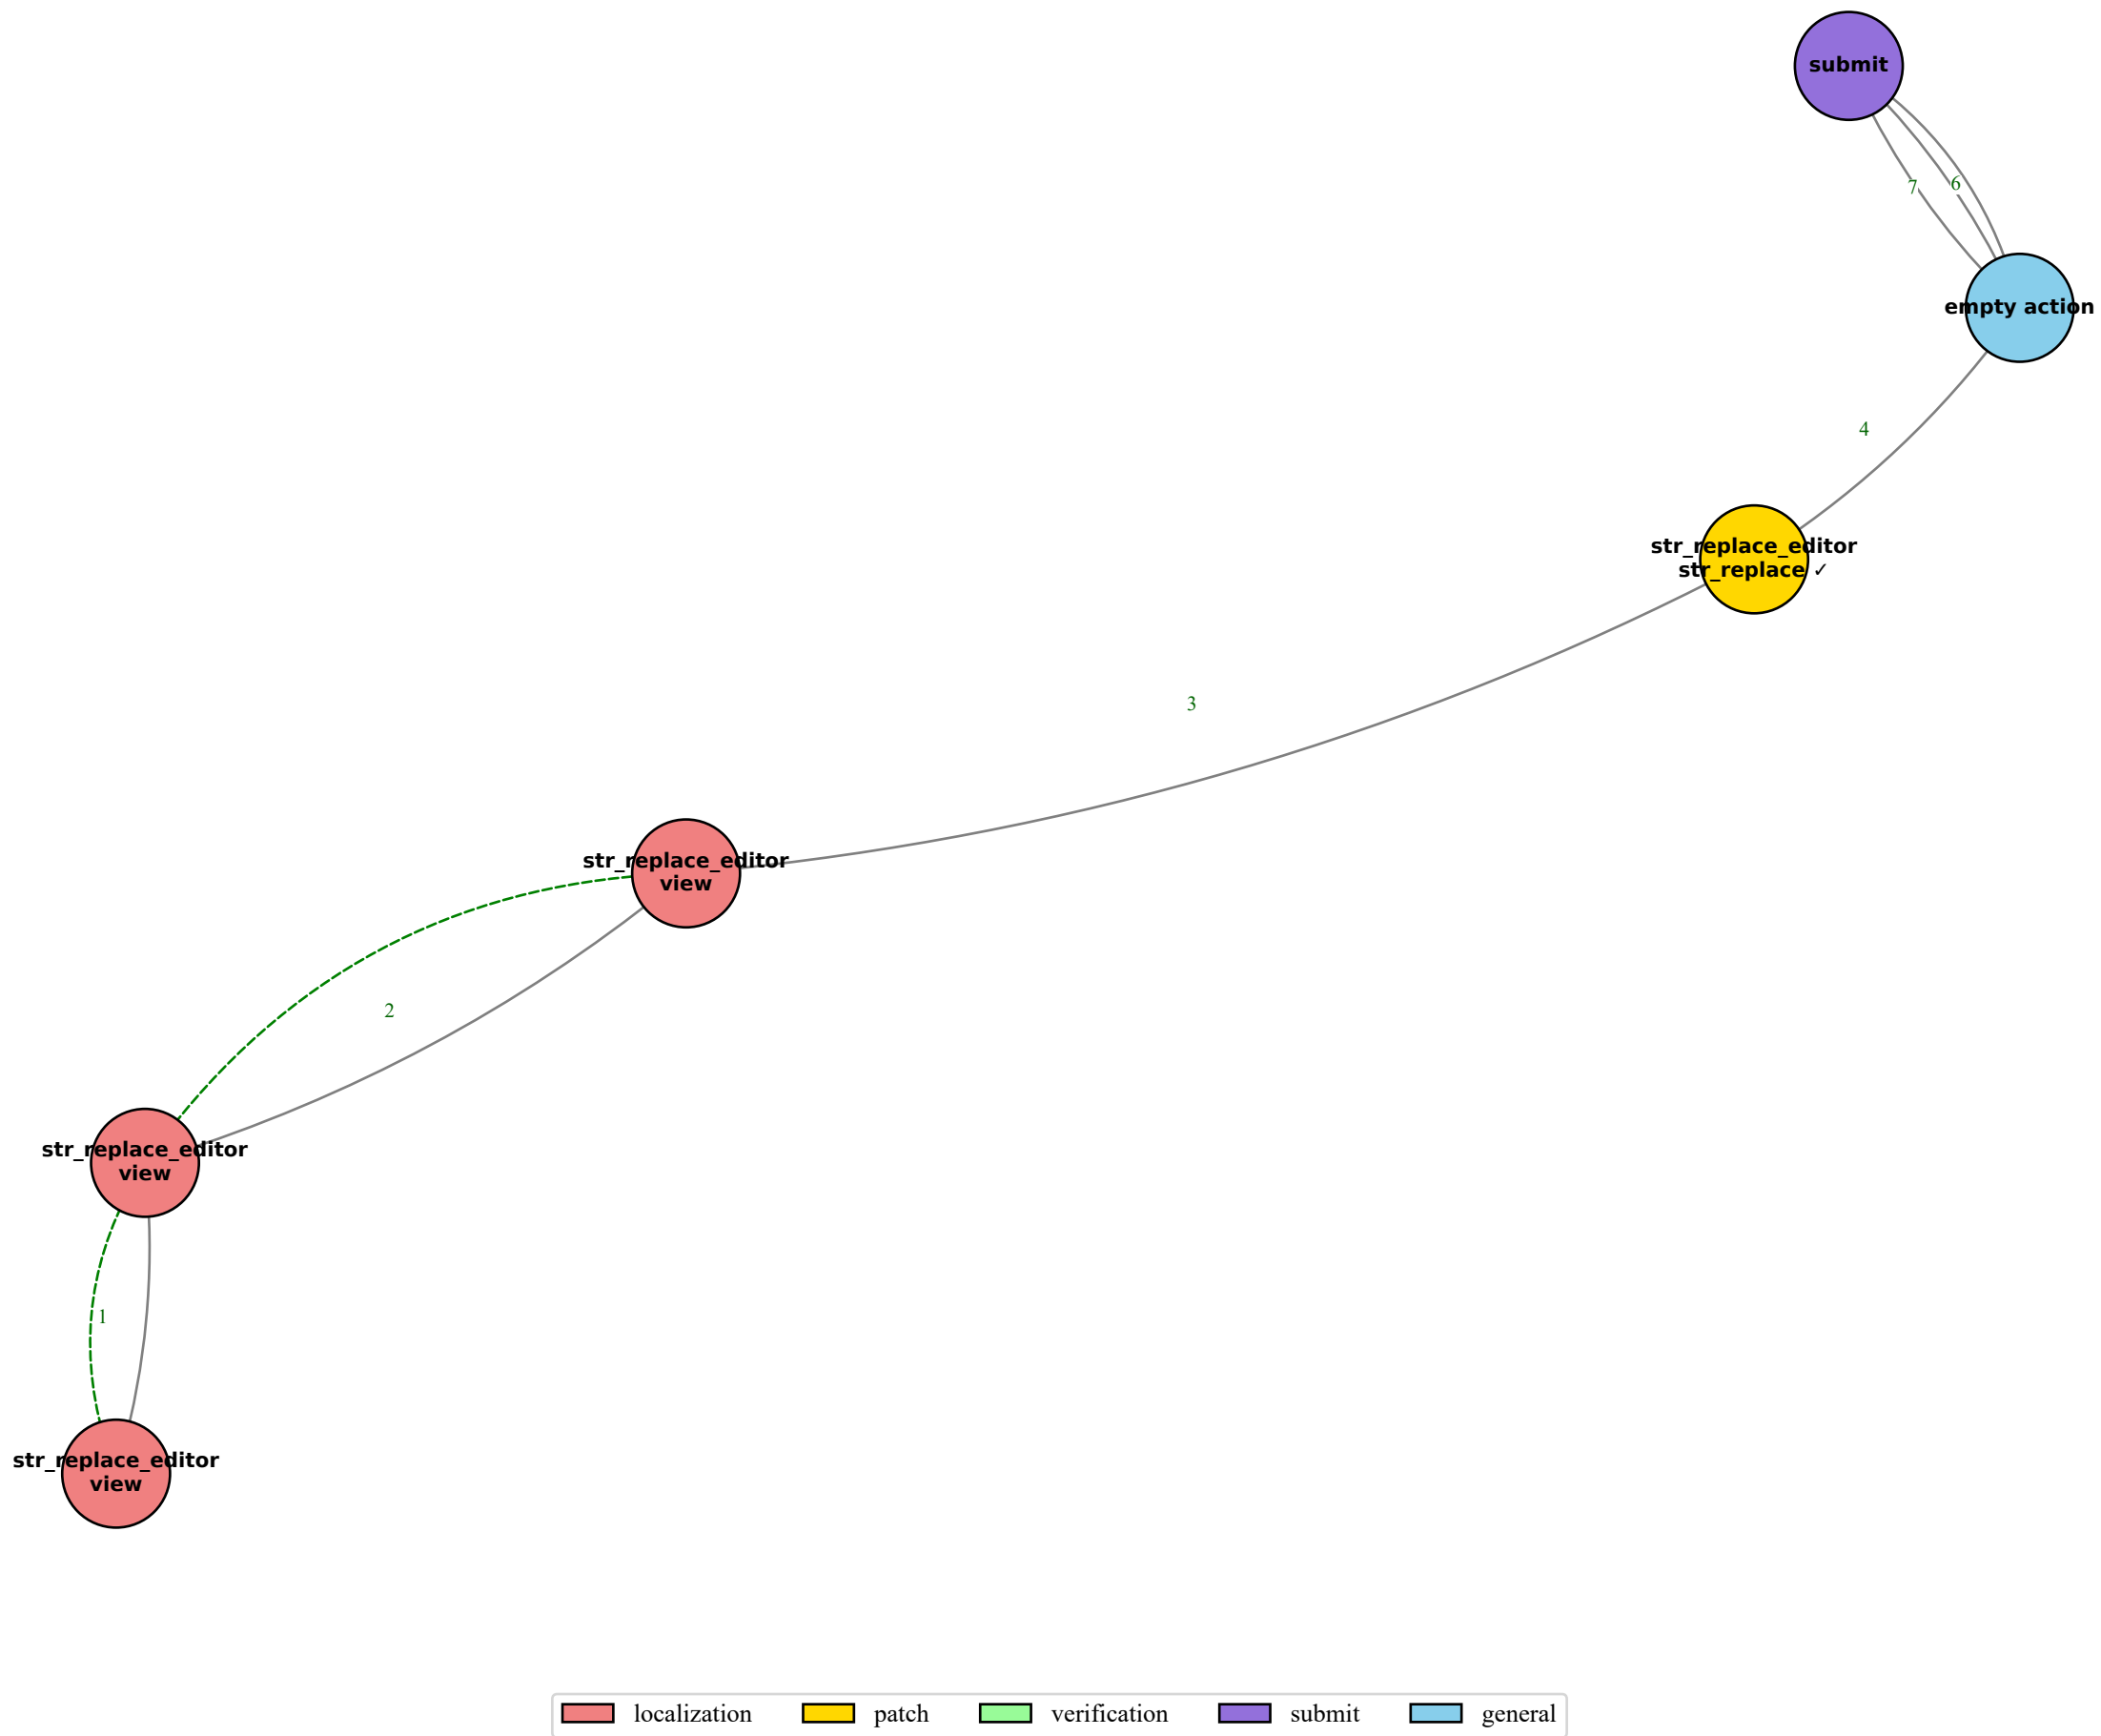 submit
7
6
empty action
4
str_replace_editor
str_replace ✓
3
str_replace_editor
view
2
str_replace_editor
view
1
str_replace_editor
view
localization
patch
verification
submit
general